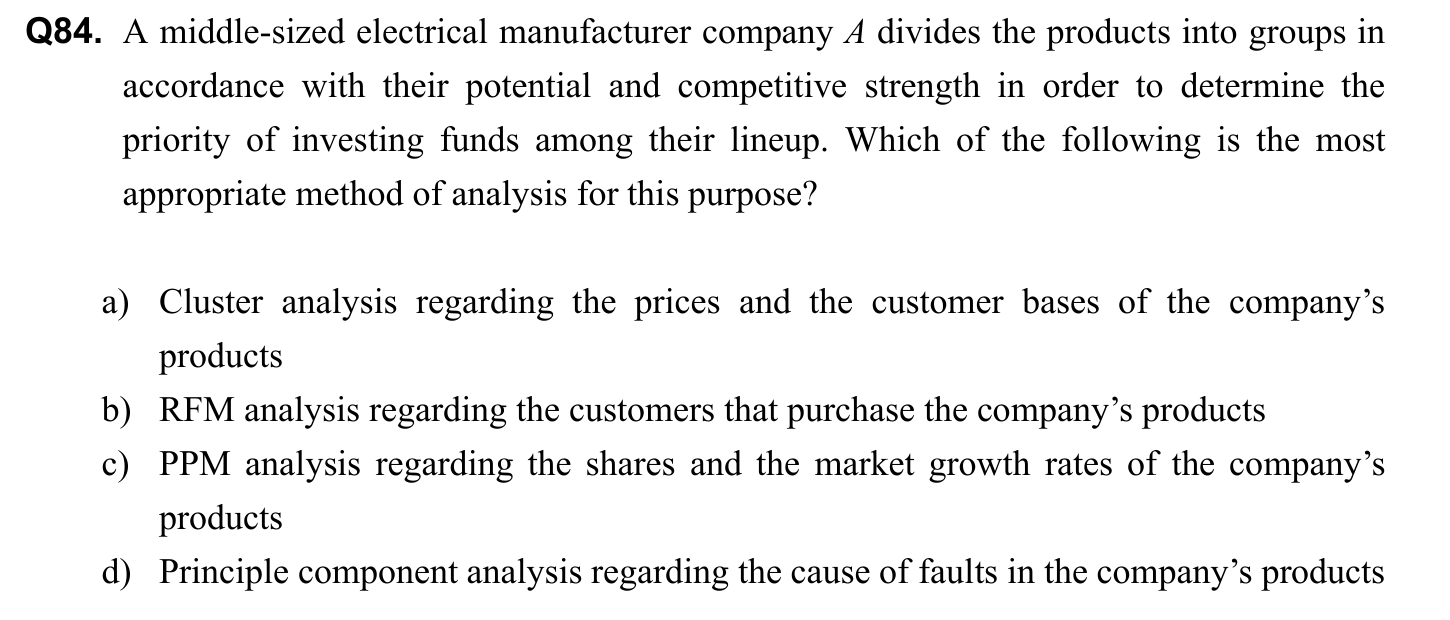 Q84. A middle-sized electrical manufacturer company A divides the products into groups in
accordance with their potential and competitive strength in order to determine the
priority of investing funds among their lineup. Which of the following is the most
appropriate method of analysis for this purpose?
a) Cluster analysis regarding the prices and the customer bases of the company’s
products
b) RFM analysis regarding the customers that purchase the company’s products
c) PPM analysis regarding the shares and the market growth rates of the company’s
products
d) Principle component analysis regarding the cause of faults in the company’s products